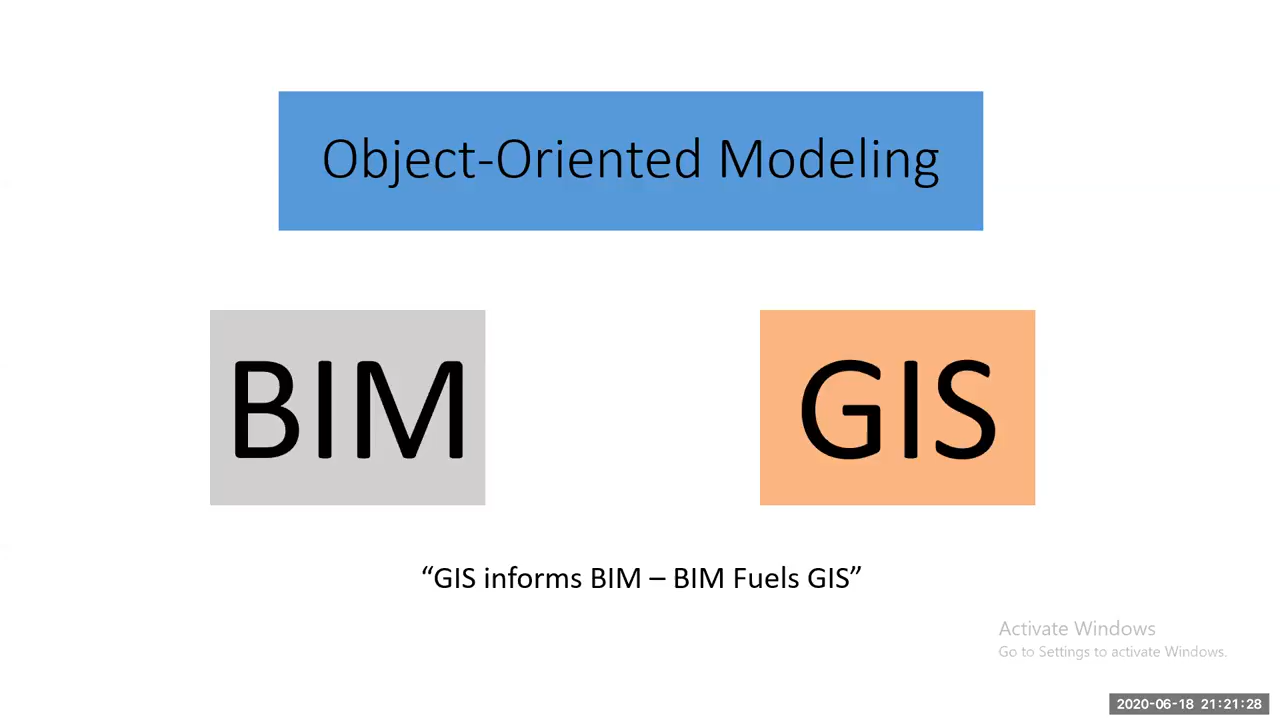 Object-Oriented Modeling
BIM
GIS
“GIS informs BIM – BIM Fuels GIS”
Activate Windows
Go to Settings to activate Windows.
2020-06-18 21:21:28